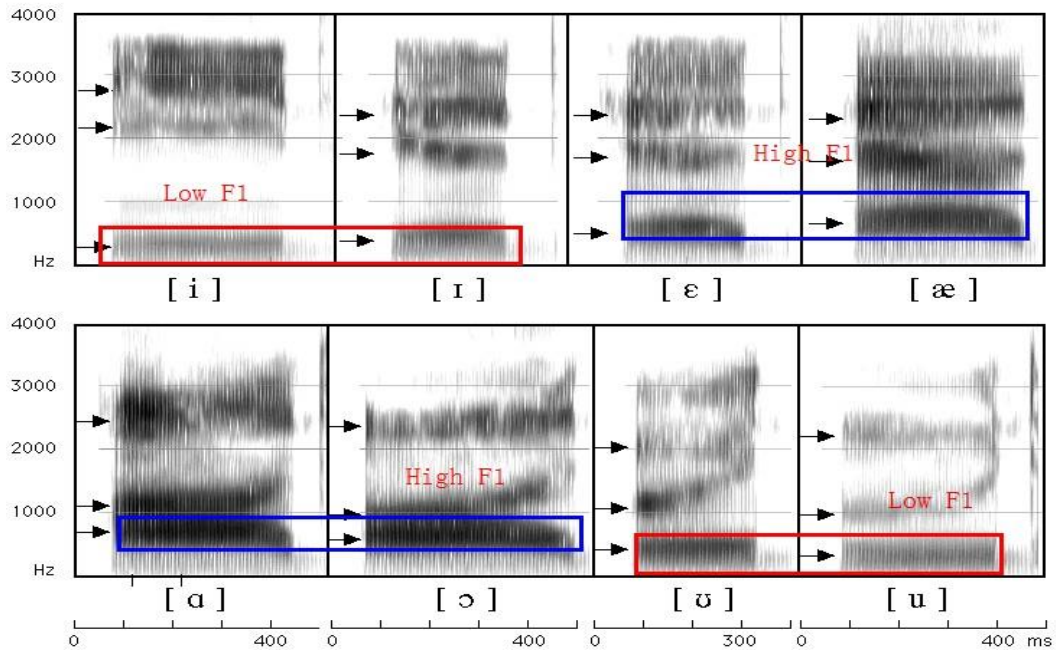 4000
3000
2000
High F1
Low F1
1000
Hz
[ i ] [ ɪ ] [ ɛ ] [ æ ]
4000
3000
2000
High F1
Low F1
1000
Hz
[ ɑ ] [ ɔ ] [ ʊ ] [ u ]
0 400 0 400 0 300 0 400 ms